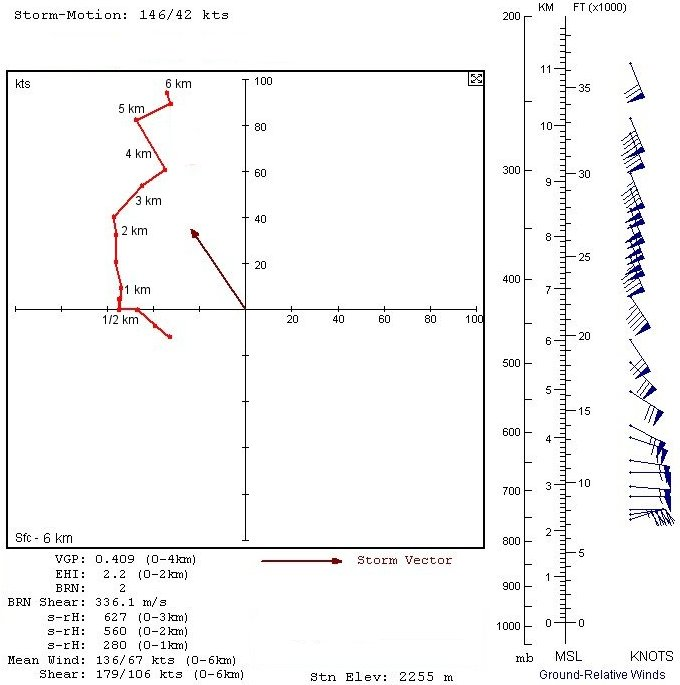 Storm-Motion: 146/42 kts
KM
FT (x1000)
kts
6 km
5 km
4 km
3 km
2 km
1 km
1/2 km
100
80
60
40
20
20
40
60
80
100
Sfc - 6 km
VGP: 0.409 (0-4km)
EHI: 2.2 (0-2km)
BRN: 2
BRN Shear: 336.1 m/s
s-rH: 627 (0-3km)
s-rH: 560 (0-2km)
s-rH: 280 (0-1km)
Mean Wind: 136/67 kts (0-6km)
Shear: 179/106 kts (0-6km)
Storm Vector
Stn Elev: 2255 m
200
300
400
500
600
700
800
900
1000
mb
11
10
9
8
7
6
5
4
3
2
1
0
MSL
35
30
25
20
15
10
5
0
KNOTS
Ground-Relative Winds